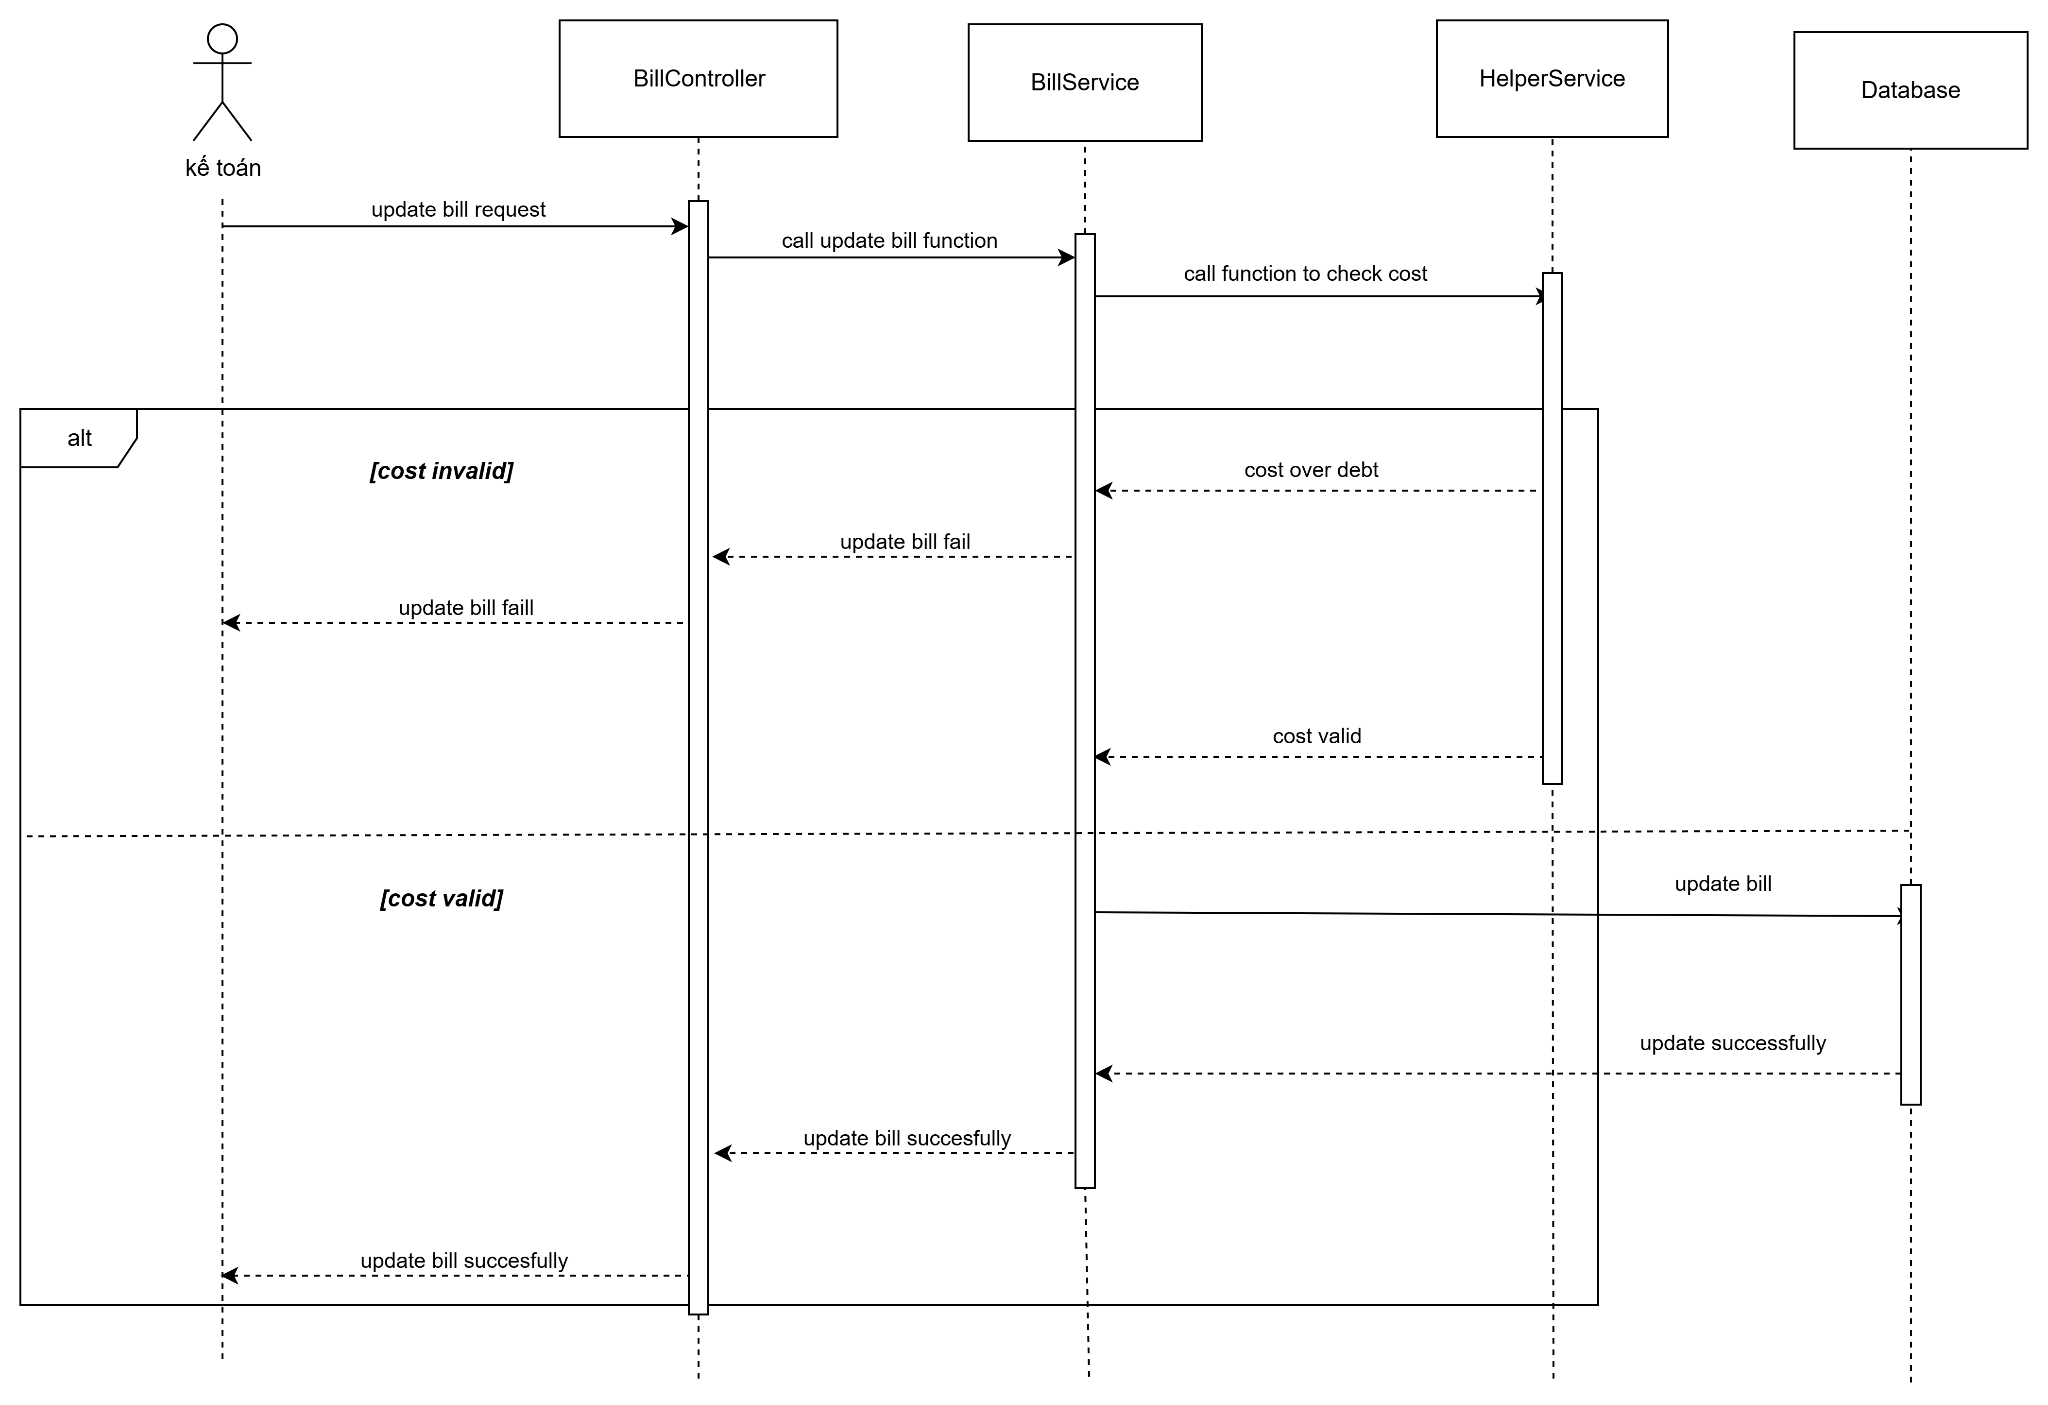 BillController
BillService
HelperService
Database
kế toán
update bill request
call update bill function
call function to check cost
alt
[cost invalid]
cost over debt
update bill fail
update bill faill
cost valid
[cost valid]
update bill
update successfully
update bill succesfully
update bill succesfully